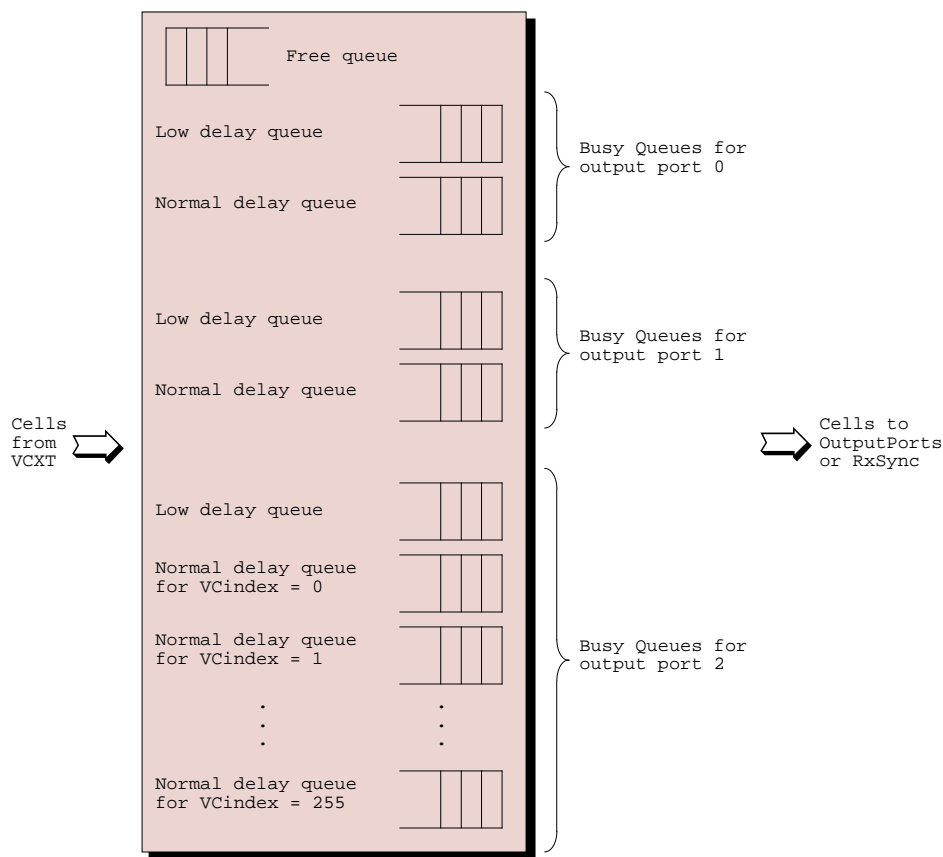 Free queue
Low delay queue
Normal delay queue
Busy Queues for
output port 0
Low delay queue
Normal delay queue
Busy Queues for
output port 1
Cells
from
VCXT
Cells to
OutputPorts
or RxSync
Low delay queue
Normal delay queue
for VCindex = 0
Normal delay queue
for VCindex = 1
Busy Queues for
output port 2
Normal delay queue
for VCindex = 255